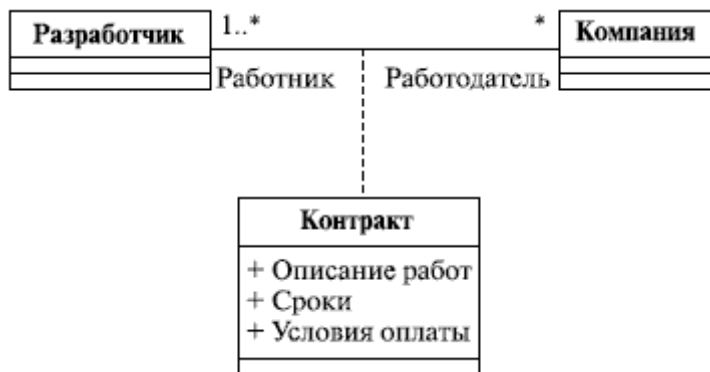 Разработчик 1..* * Компания
Работник Работодатель
Контракт
+ Описание работ
+ Сроки
+ Условия оплаты